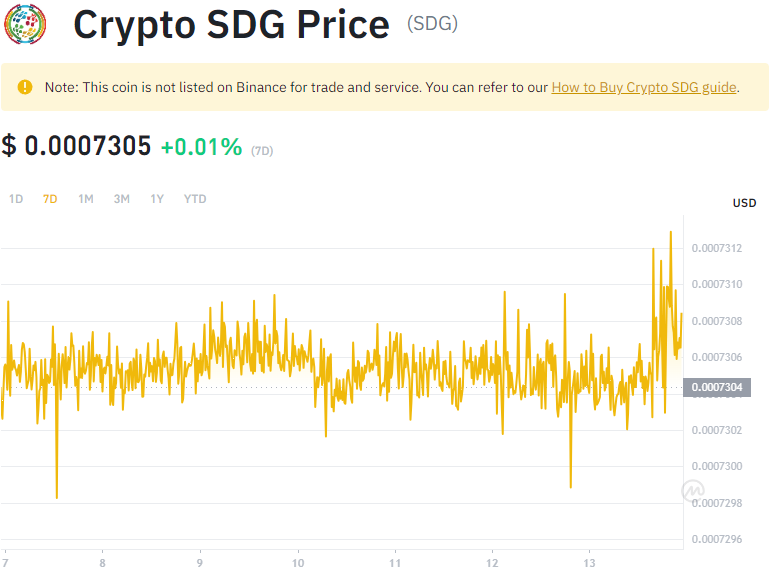 Crypto SDG Price (SDG)
Note: This coin is not listed on Binance for trade and service. You can refer to our How to Buy Crypto SDG guide.
$ 0.0007305 +0.01% (7D)
1D 7D 1M 3M 1Y YTD
USD
0.0007312
0.0007310
0.0007308
0.0007306
0.0007304
0.0007302
0.0007300
0.0007298
0.0007296
7 8 9 10 11 12 13